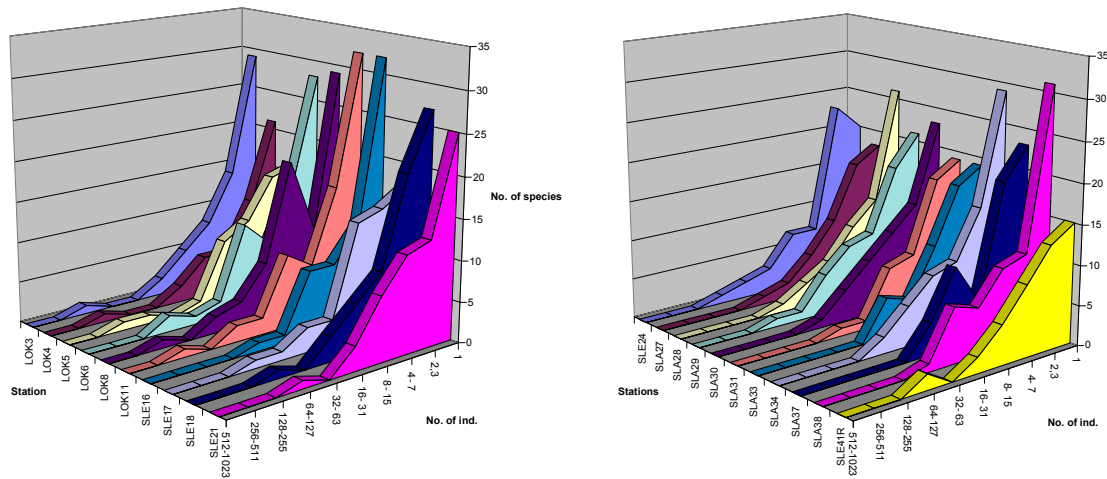 35
30
25
20
15
10
5
0
No. of species
LOK3
LOK4
LOK5
LOK6
LOK8
LOK11
SLE16
SLE17
SLE18
SLE21
Station
512-1023
256-511
128-255
64-127
32- 63
16- 31
8- 15
4 - 7
2,3
1
No. of ind.
35
30
25
20
15
10
5
0
SLE24
SLA27
SLA28
SLA29
SLA30
SLA31
SLA33
SLA34
SLA37
SLA38
SLE41R
Stations
512-1023
256-511
128-255
64-127
32- 63
16- 31
8- 15
4- 7
2,3
1
No. of ind.